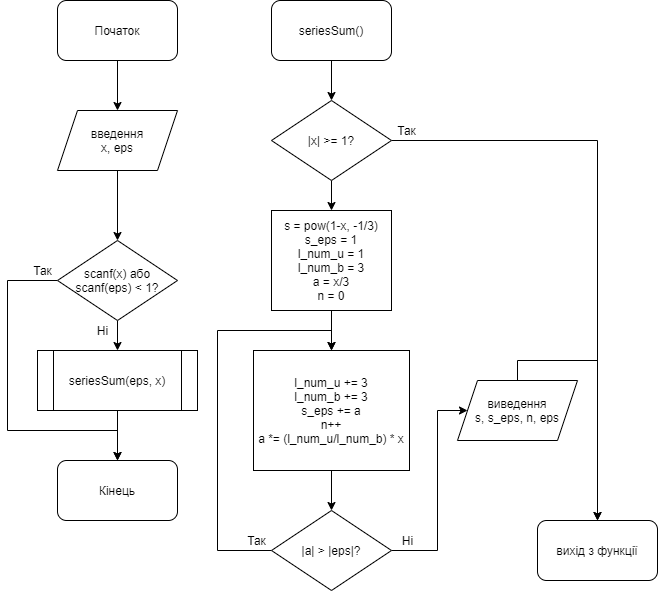 Початок
введення
x, eps
scanf(x) або
scanf(eps) < 1?
Так
Ні
seriesSum(eps, x)
Кінець
seriesSum()
|x| >= 1?
Так
s = pow(1-x, -1/3)
s_eps = 1
l_num_u = 1
l_num_b = 3
a = x/3
n = 0
l_num_u += 3
l_num_b += 3
s_eps += a
n++
a *= (l_num_u/l_num_b) * x
|a| > |eps|?
Так
Ні
виведення
s, s_eps, n, eps
вихід з функції